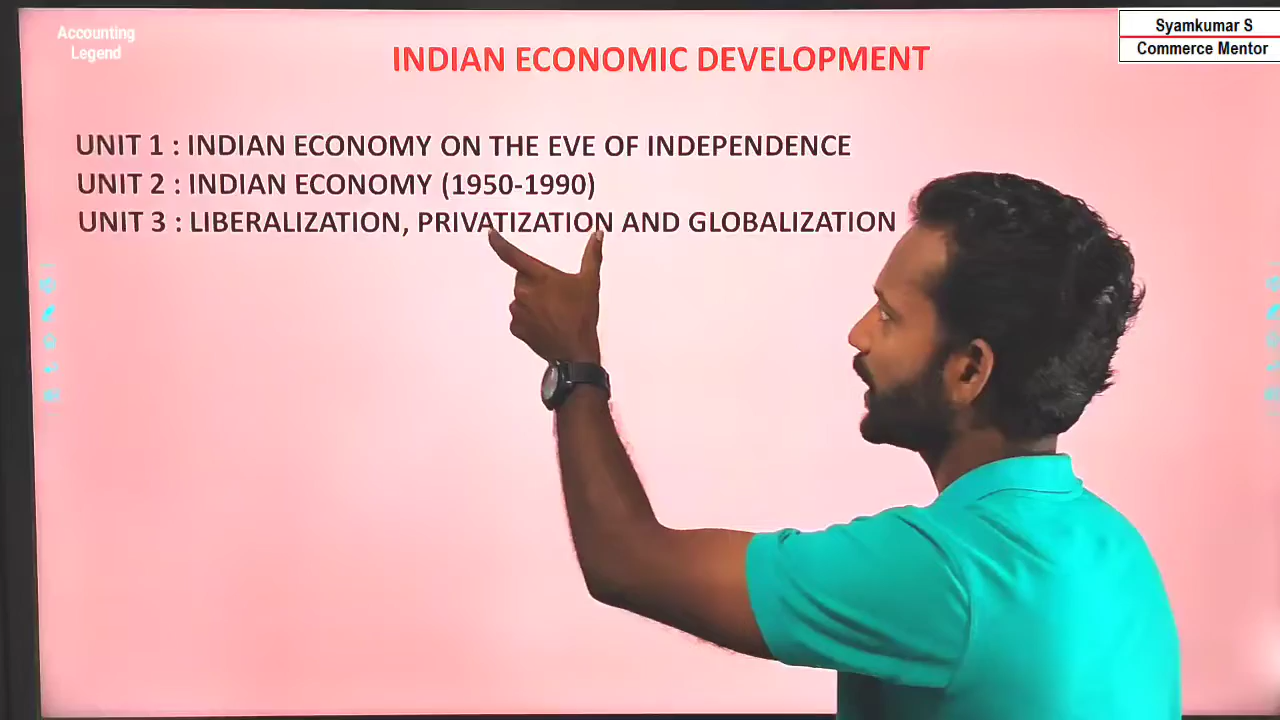 Accounting
Legend
Syamkumar S
Commerce Mentor
INDIAN ECONOMIC DEVELOPMENT
UNIT 1 : INDIAN ECONOMY ON THE EVE OF INDEPENDENCE
UNIT 2 : INDIAN ECONOMY (1950-1990)
UNIT 3 : LIBERALIZATION, PRIVATIZATION AND GLOBALIZATION